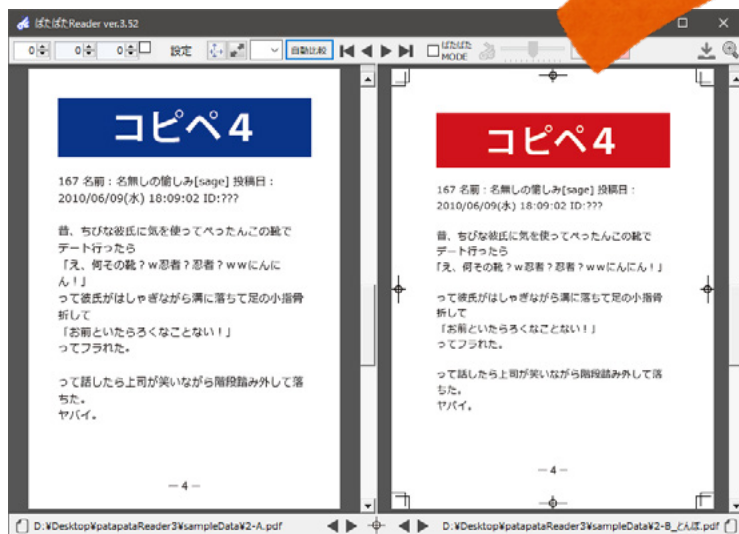 ぱたぱたReader ver.3.52
0 0 0 設定 自動比較 ぱたぱたMODE
コピペ4
167 名前：名無しの愉しみ[sage] 投稿日：
2010/06/09(水) 18:09:02 ID:???
昔、ちびな彼氏に気を使ってぺったんこの靴で
デート行ったら
「え、何その靴？w忍者？忍者？wwにんに
ん！」
って彼氏がはしゃぎながら溝に落ちて足の小指骨
折して
「お前といたらろくなことない！」
ってフラれた。
って話したら上司が笑いながら階段踏み外して落
ちた。
ヤバイ。
― 4 ―
コピペ4
167 名前：名無しの愉しみ[sage] 投稿日：
2010/06/09(水) 18:09:02 ID:???
昔、ちびな彼氏に気を使ってぺったんこの靴で
デート行ったら
「え、何その靴？w忍者？忍者？wwにんにん！」
って彼氏がはしゃぎながら溝に落ちて足の小指骨
折して
「お前といたらろくなことない！」
ってフラれた。
って話したら上司が笑いながら階段踏み外して落
ちた。
ヤバイ。
― 4 ―
D:¥Desktop¥patapataReader3¥sampleData¥2-A.pdf
D:¥Desktop¥patapataReader3¥sampleData¥2-B_とんぼ.pdf